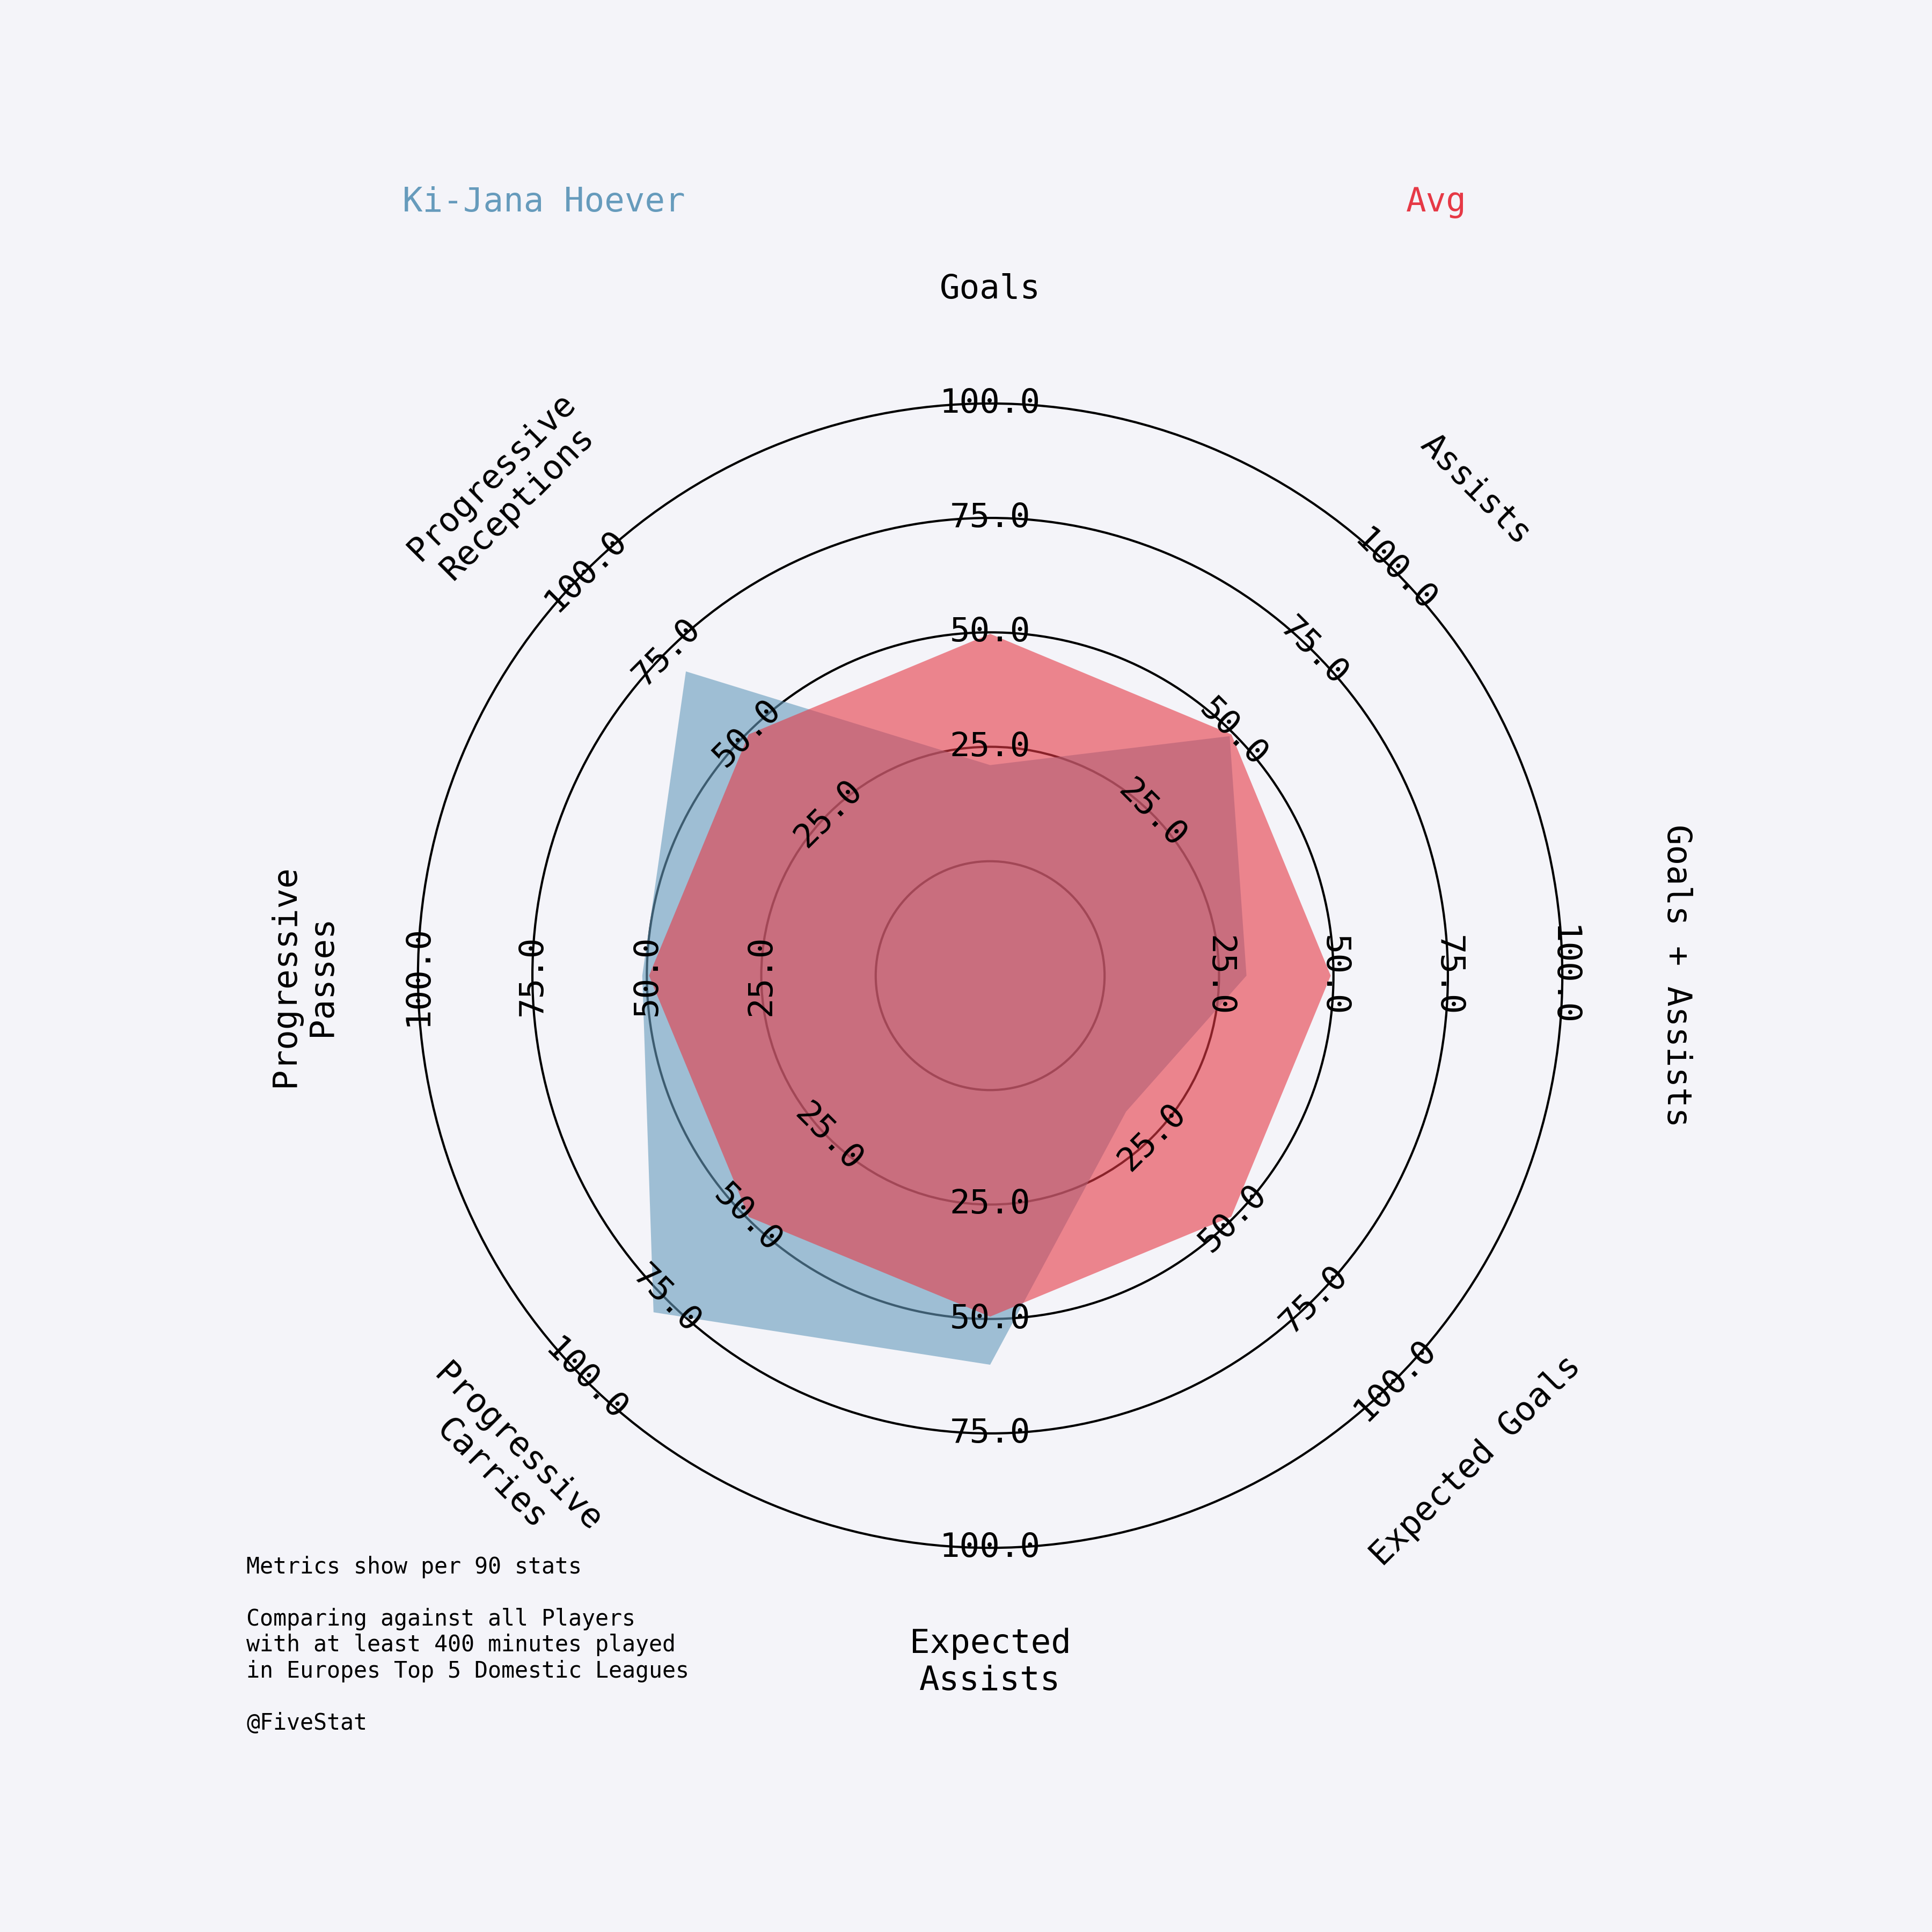 Ki-Jana Hoever
Avg
Goals
Assists
Goals + Assists
Expected Goals
Expected
Assists
Progressive
Carries
Progressive
Passes
Progressive
Receptions
25.0
50.0
75.0
100.0
25.0
50.0
75.0
100.0
25.0
50.0
75.0
100.0
25.0
50.0
75.0
100.0
25.0
50.0
75.0
100.0
25.0
50.0
75.0
100.0
25.0
50.0
75.0
100.0
25.0
50.0
75.0
100.0
Metrics show per 90 stats
Comparing against all Players
with at least 400 minutes played
in Europes Top 5 Domestic Leagues
@FiveStat